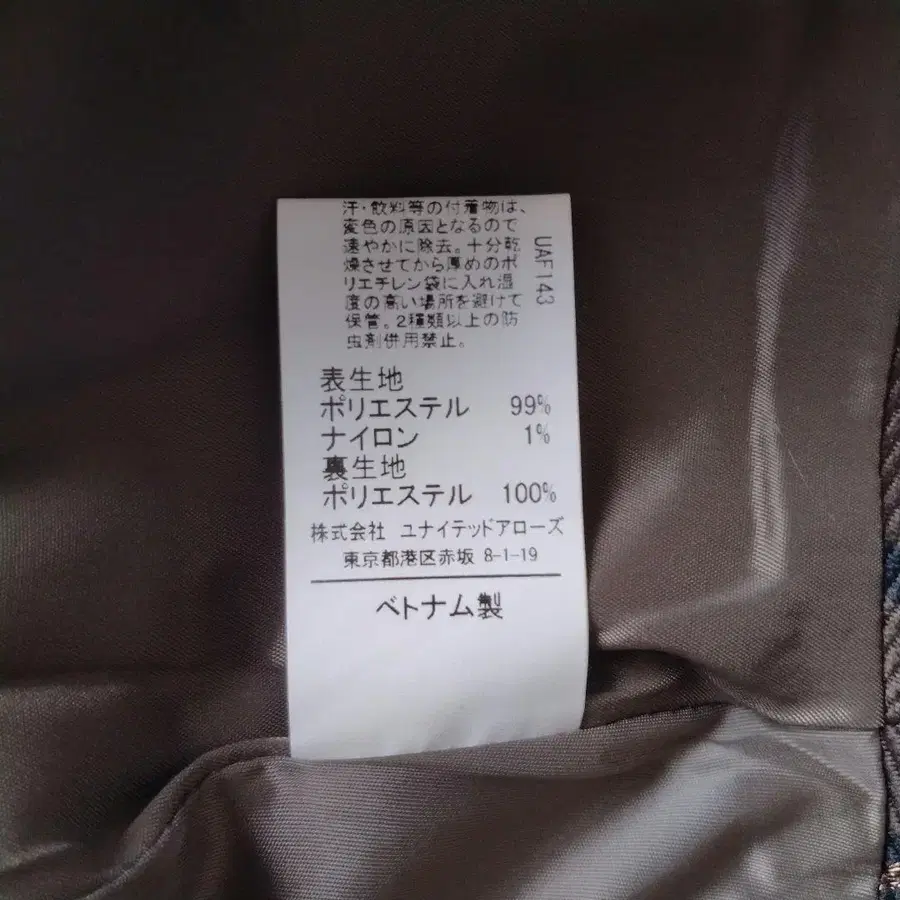 汗・飲料等の付着物は、
変色の原因となるので
速やかに除去。十分乾
燥させてから厚めのポ
リエチレン袋に入れ湿
度の高い場所を避けて
保管。2種類以上の防
虫剤併用禁止。
UAF143
表生地
ポリエステル 99%
ナイロン 1%
裏生地
ポリエステル 100%
株式会社 ユナイテッドアローズ
東京都港区赤坂 8-1-19
ベトナム製